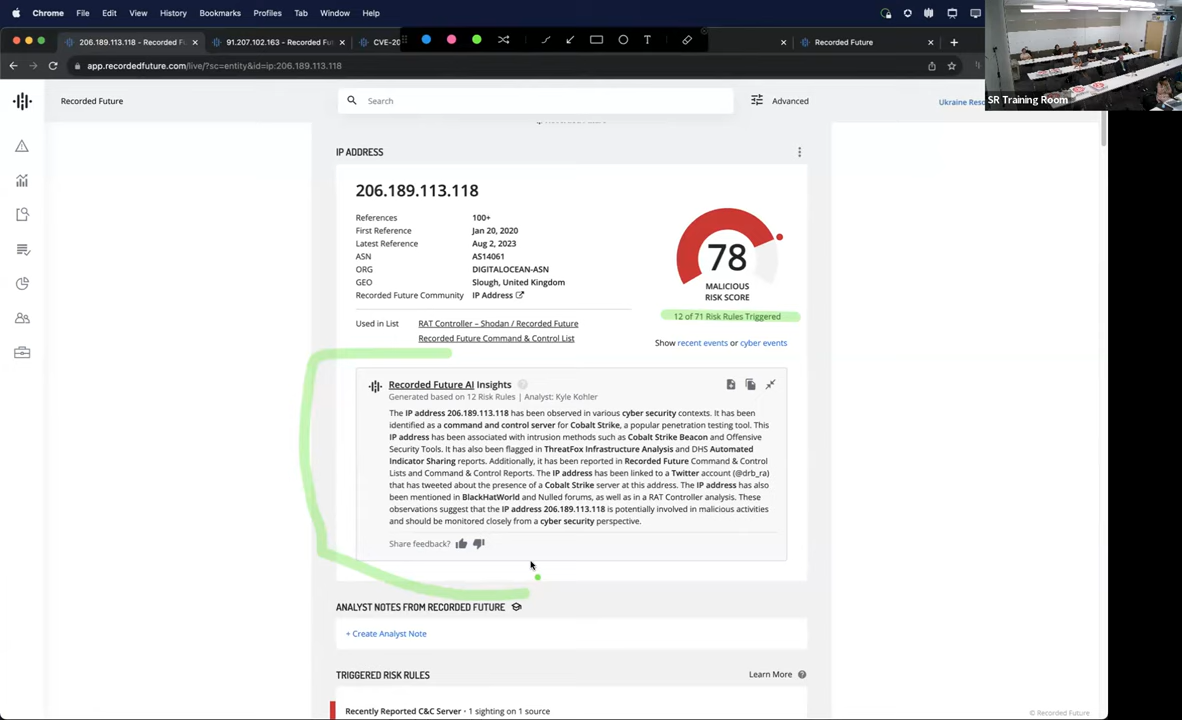 Chrome File Edit View History Bookmarks Profiles Tab Window Help
206.189.113.118 - Recorded F
91.207.102.163 - Recorded Fu
CVE-20
T
Recorded Future
app.recordedfuture.com/live/?sc=entity&id=ip:206.189.113.118
SR Training Room
Recorded Future
Search
Advanced
Ukraine Reso
IP ADDRESS
206.189.113.118
References 100+
First Reference Jan 20, 2020
Latest Reference Aug 2, 2023
ASN AS14061
ORG DIGITALOCEAN-ASN
GEO Slough, United Kingdom
Recorded Future Community IP Address
78
MALICIOUS
RISK SCORE
12 of 71 Risk Rules Triggered
Show recent events or cyber events
Used in List RAT Controller – Shodan / Recorded Future
Recorded Future Command & Control List
Recorded Future AI Insights
Generated based on 12 Risk Rules | Analyst: Kyle Kohler
The IP address 206.189.113.118 has been observed in various cyber security contexts. It has been
identified as a command and control server for Cobalt Strike, a popular penetration testing tool. This
IP address has been associated with intrusion methods such as Cobalt Strike Beacon and Offensive
Security Tools. It has also been flagged in ThreatFox Infrastructure Analysis and DHS Automated
Indicator Sharing reports. Additionally, it has been reported in Recorded Future Command & Control
Lists and Command & Control Reports. The IP address has been linked to a Twitter account (@drb_ra)
that has tweeted about the presence of a Cobalt Strike server at this address. The IP address has also
been mentioned in BlackHatWorld and Nulled forums, as well as in a RAT Controller analysis. These
observations suggest that the IP address 206.189.113.118 is potentially involved in malicious activities
and should be monitored closely from a cyber security perspective.
Share feedback?
ANALYST NOTES FROM RECORDED FUTURE
+ Create Analyst Note
TRIGGERED RISK RULES
Learn More
Recently Reported C&C Server • 1 sighting on 1 source
© Recorded Future